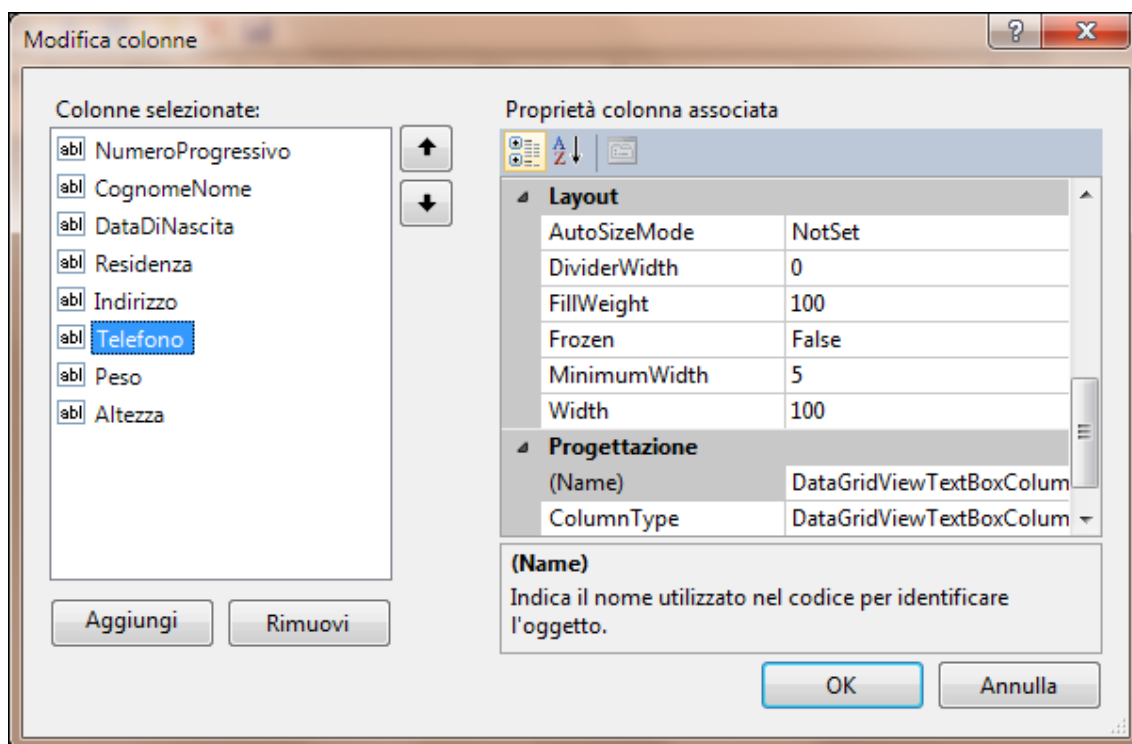 Modifica colonne
Colonne selezionate:
abl NumeroProgressivo
abl CognomeNome
abl DataDiNascita
abl Residenza
abl Indirizzo
abl Telefono
abl Peso
abl Altezza
Aggiungi Rimuovi
Proprietà colonna associata
Layout
AutoSizeMode NotSet
DividerWidth 0
FillWeight 100
Frozen False
MinimumWidth 5
Width 100
Progettazione
(Name) DataGridViewTextBoxColum
ColumnType DataGridViewTextBoxColum
(Name)
Indica il nome utilizzato nel codice per identificare
l'oggetto.
OK Annulla